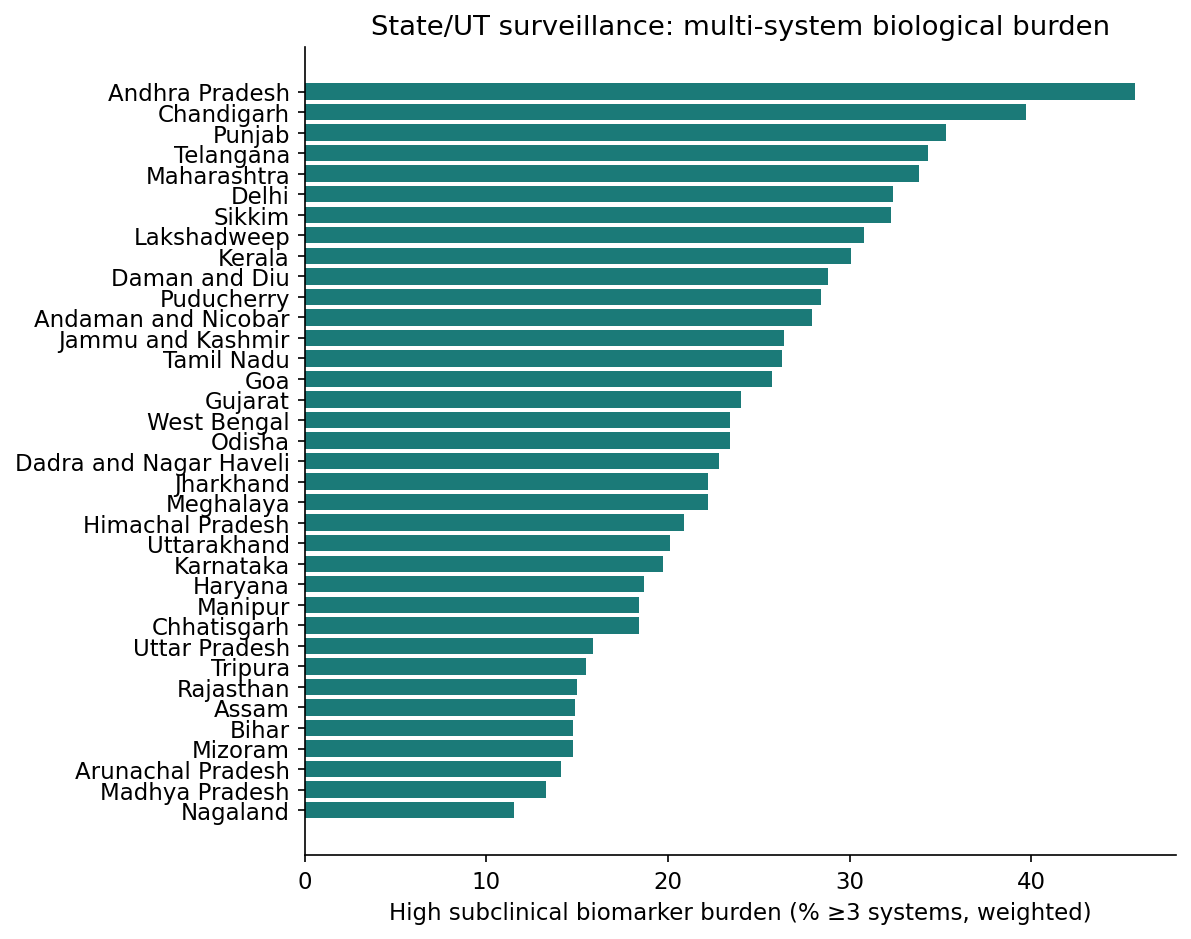 State/UT surveillance: multi-system biological burden
Andhra Pradesh
Chandigarh
Punjab
Telangana
Maharashtra
Delhi
Sikkim
Lakshadweep
Kerala
Daman and Diu
Puducherry
Andaman and Nicobar
Jammu and Kashmir
Tamil Nadu
Goa
Gujarat
West Bengal
Odisha
Dadra and Nagar Haveli
Jharkhand
Meghalaya
Himachal Pradesh
Uttarakhand
Karnataka
Haryana
Manipur
Chhatisgarh
Uttar Pradesh
Tripura
Rajasthan
Assam
Bihar
Mizoram
Arunachal Pradesh
Madhya Pradesh
Nagaland
0 10 20 30 40
High subclinical biomarker burden (% ≥3 systems, weighted)